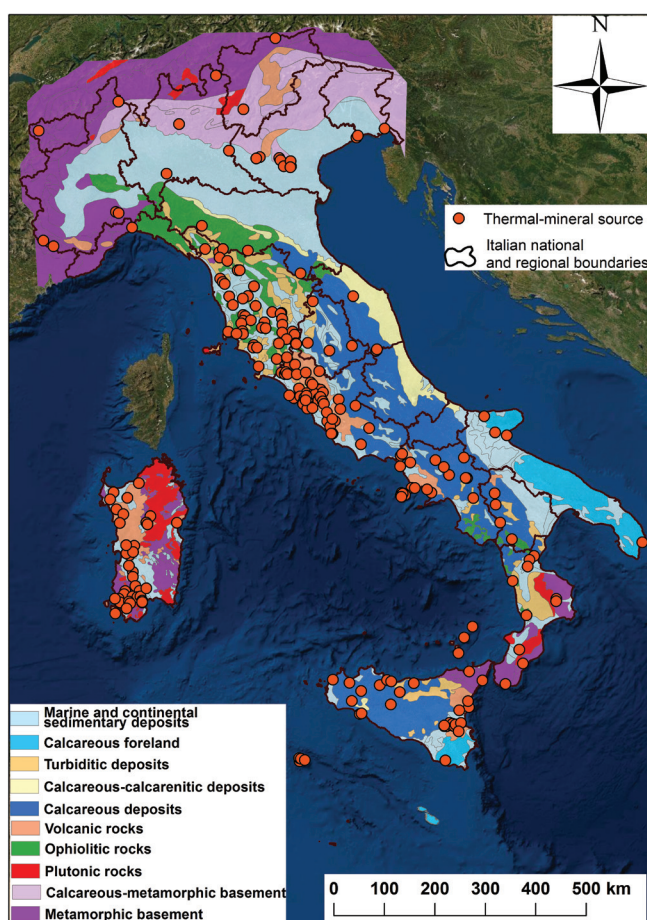 N
Thermal-mineral source
Italian national
and regional boundaries
Marine and continental
sedimentary deposits
Calcareous foreland
Turbiditic deposits
Calcareous-calcarenitic deposits
Calcareous deposits
Volcanic rocks
Ophiolitic rocks
Plutonic rocks
Calcareous-metamorphic basement
Metamorphic basement
0 100 200 300 400 500 km